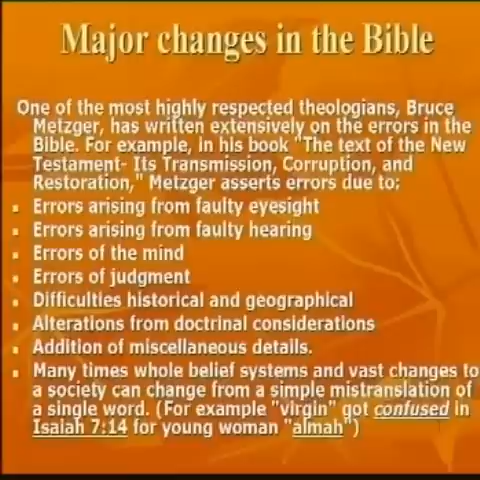 Major changes in the Bible
One of the most highly respected theologians, Bruce
Metzger, has written extensively on the errors in the
Bible. For example, in his book "The text of the New
Testament- Its Transmission, Corruption, and
Restoration," Metzger asserts errors due to:
▪ Errors arising from faulty eyesight
▪ Errors arising from faulty hearing
▪ Errors of the mind
▪ Errors of judgment
▪ Difficulties historical and geographical
▪ Alterations from doctrinal considerations
▪ Addition of miscellaneous details.
▪ Many times whole belief systems and vast changes to
a society can change from a simple mistranslation of
a single word. (For example "virgin" got confused in
Isaiah 7:14 for young woman "almah")